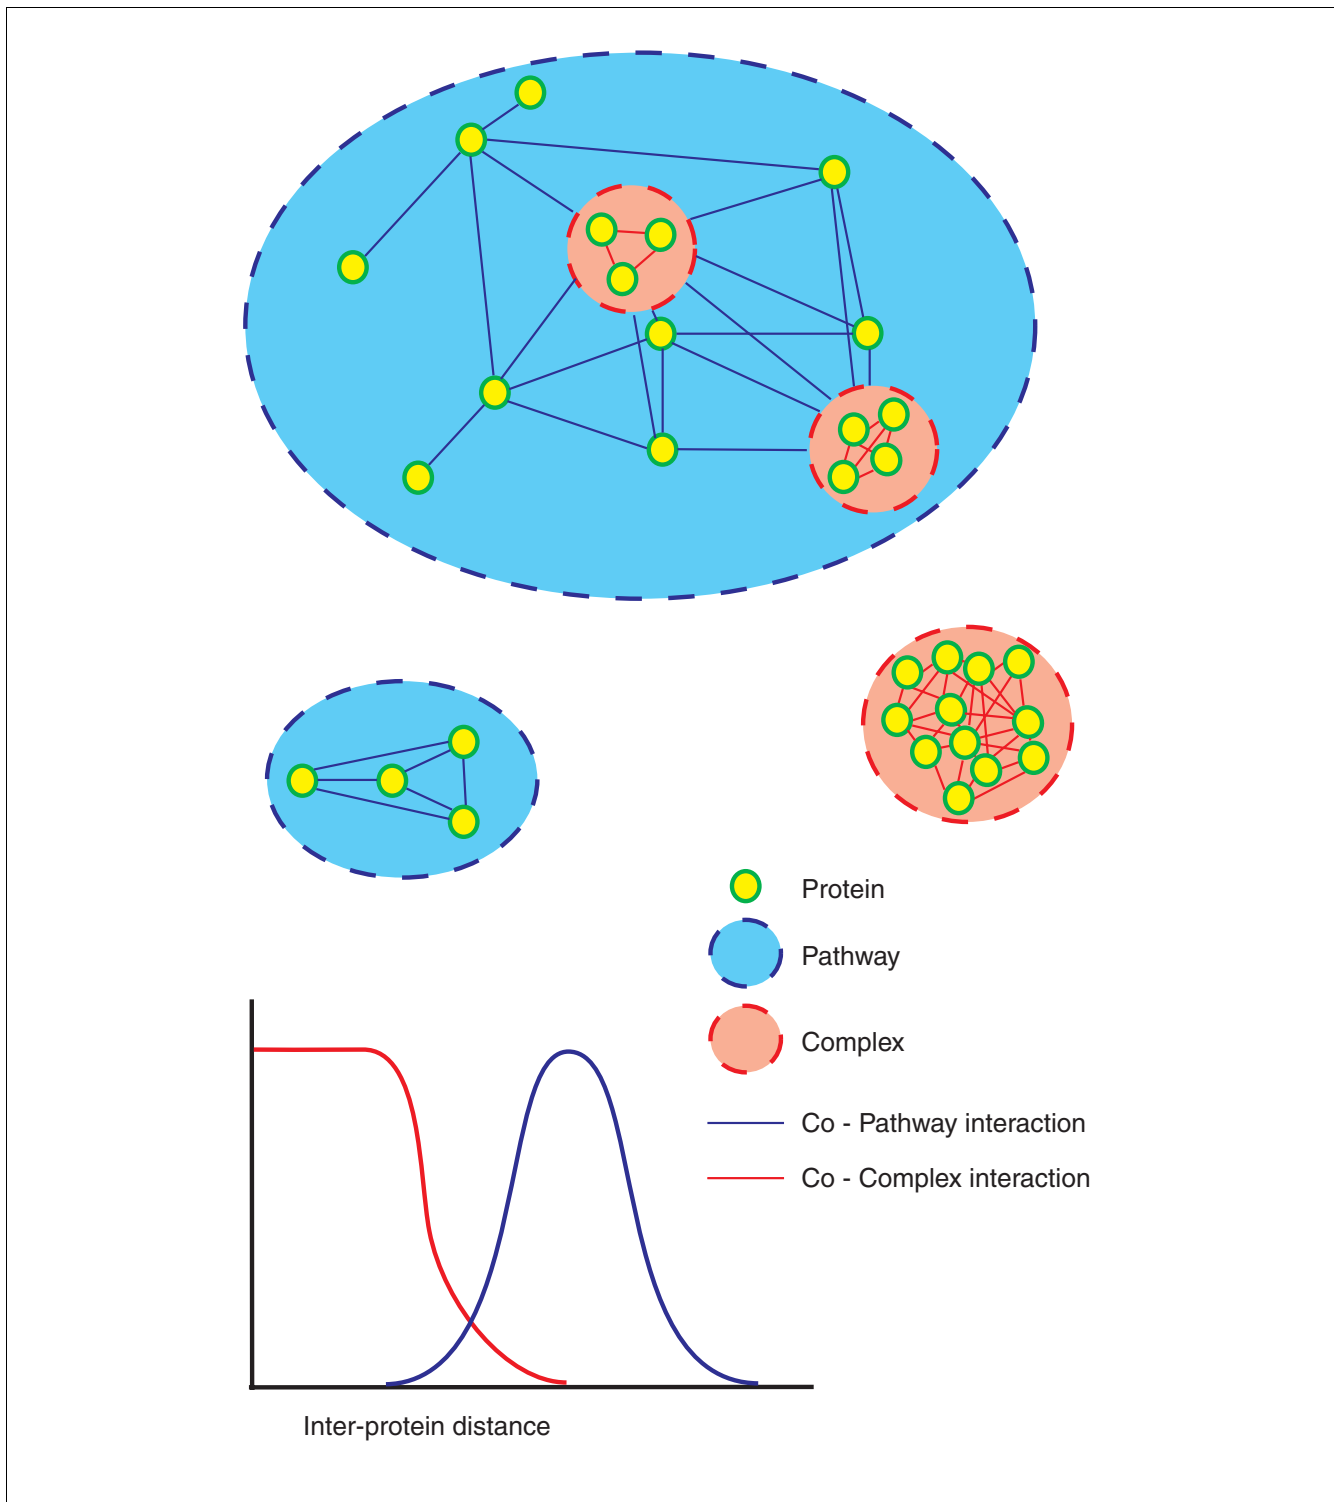 Protein
Pathway
Complex
Co - Pathway interaction
Co - Complex interaction
Inter-protein distance